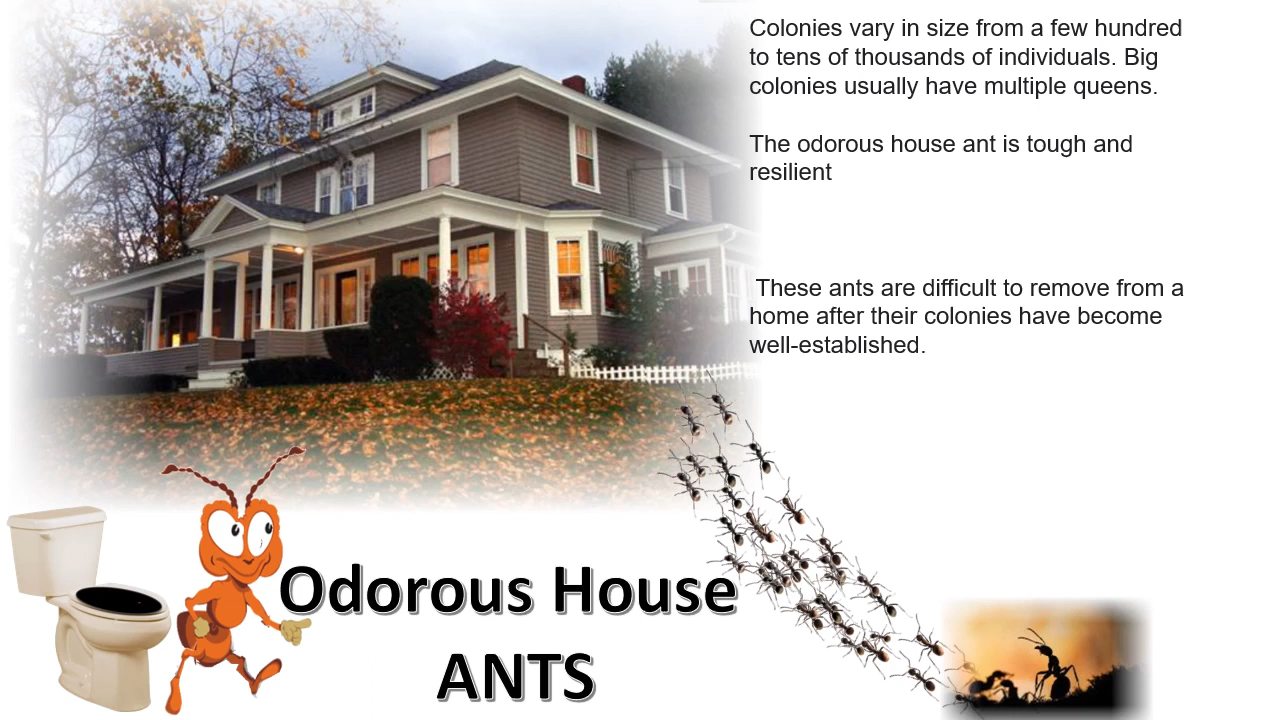 Colonies vary in size from a few hundred
to tens of thousands of individuals. Big
colonies usually have multiple queens.
The odorous house ant is tough and
resilient
These ants are difficult to remove from a
home after their colonies have become
well-established.
Odorous House
ANTS